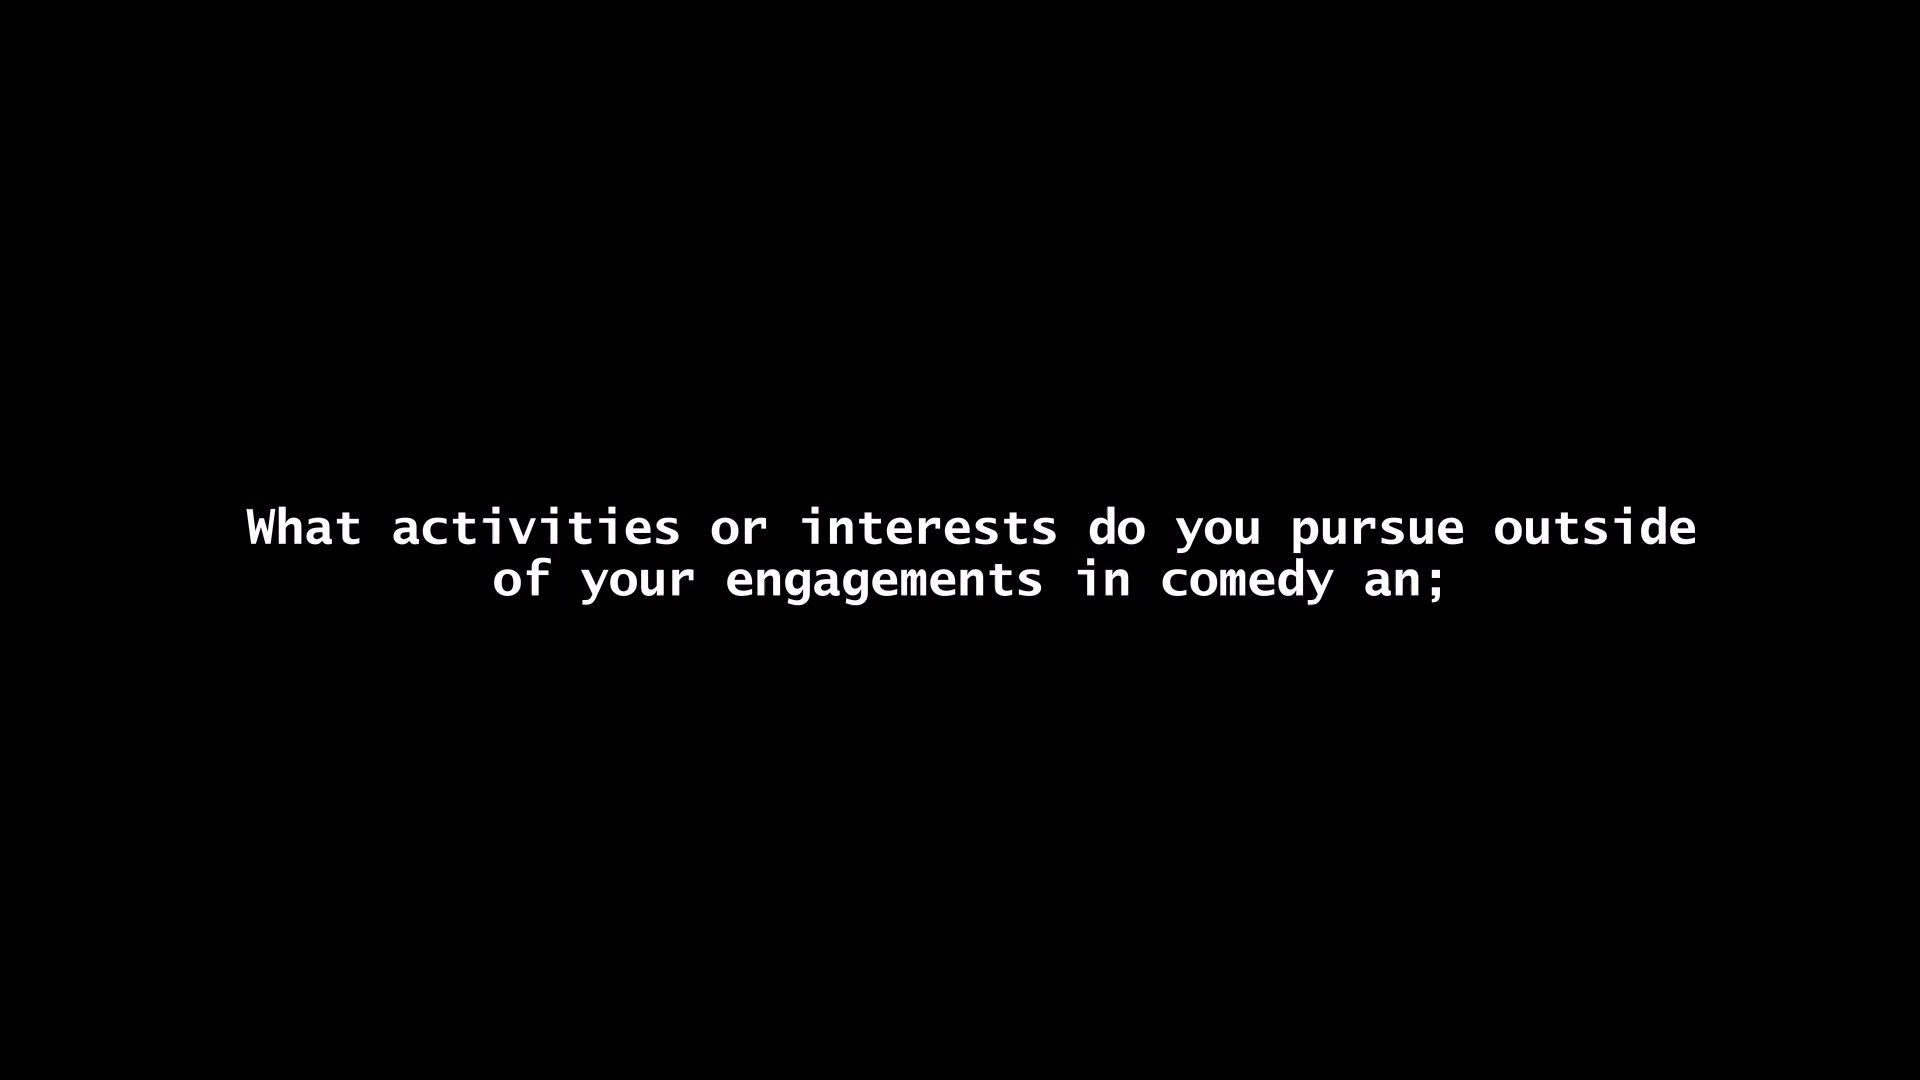 What activities or interests do you pursue outside
of your engagements in comedy an;